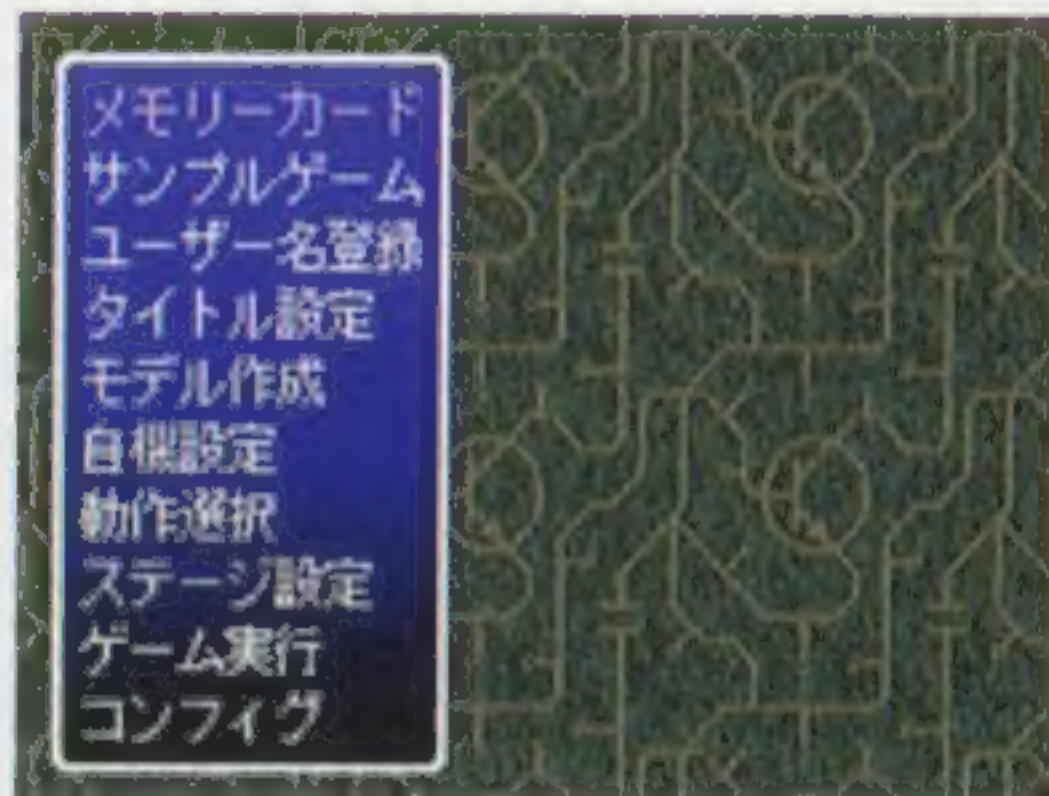 メモリーカード
サンプルゲーム
ユーザー名登録
タイトル設定
モデル作成
自機設定
動作選択
ステージ設定
ゲーム実行
コンフィグ